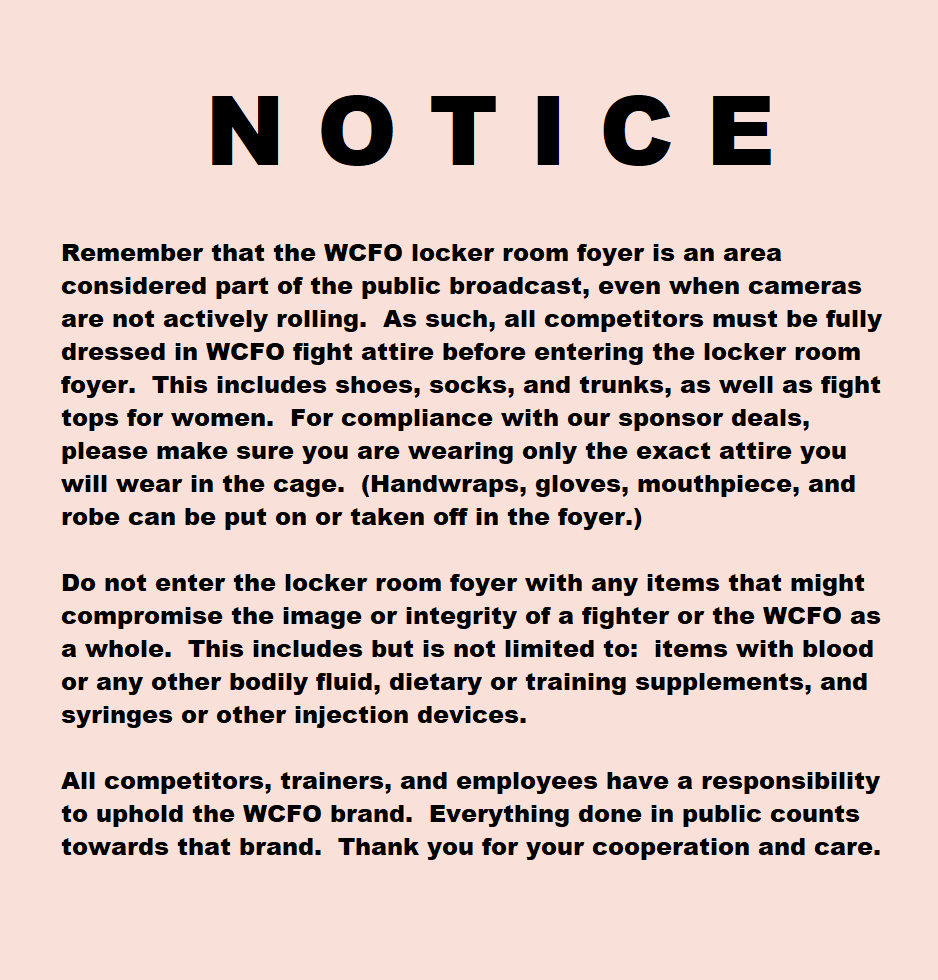 N O T I C E
Remember that the WCFO locker room foyer is an area
considered part of the public broadcast, even when cameras
are not actively rolling.  As such, all competitors must be fully
dressed in WCFO fight attire before entering the locker room
foyer.  This includes shoes, socks, and trunks, as well as fight
tops for women.  For compliance with our sponsor deals,
please make sure you are wearing only the exact attire you
will wear in the cage.  (Handwraps, gloves, mouthpiece, and
robe can be put on or taken off in the foyer.)
Do not enter the locker room foyer with any items that might
compromise the image or integrity of a fighter or the WCFO as
a whole.  This includes but is not limited to:  items with blood
or any other bodily fluid, dietary or training supplements, and
syringes or other injection devices.
All competitors, trainers, and employees have a responsibility
to uphold the WCFO brand.  Everything done in public counts
towards that brand.  Thank you for your cooperation and care.